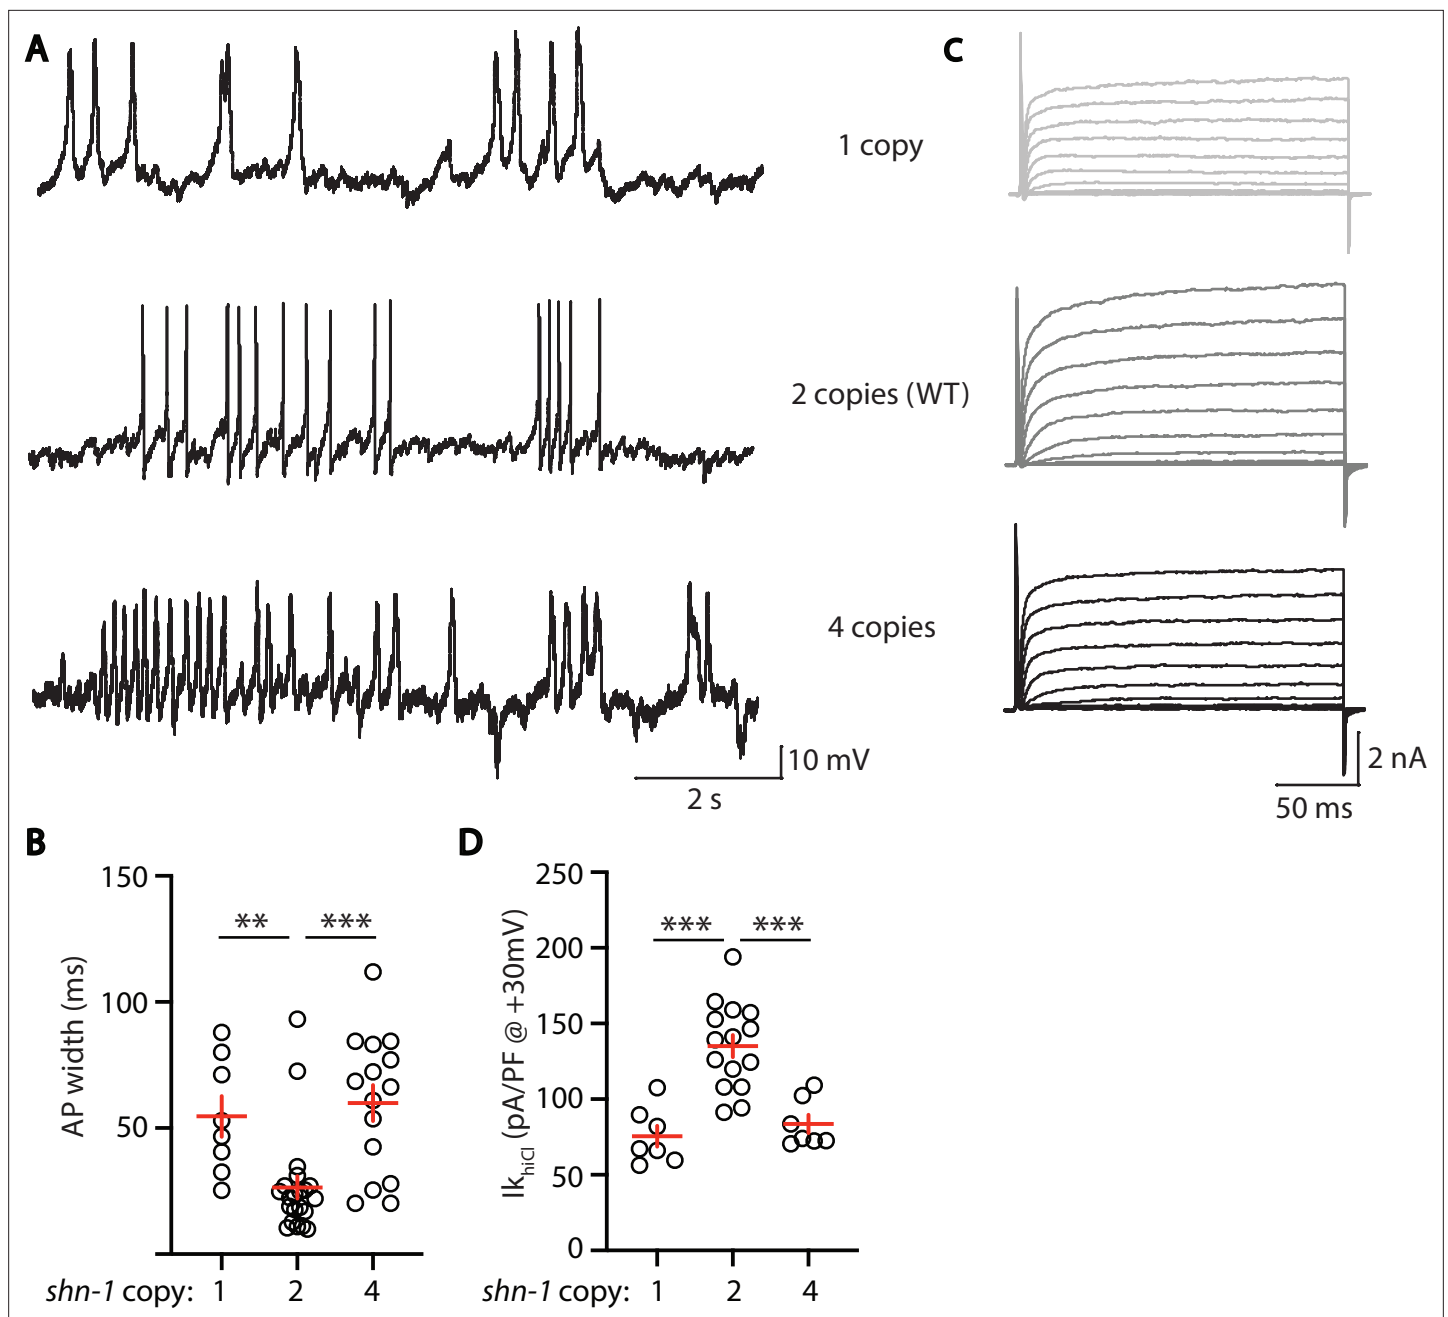 A
C
1 copy
2 copies (WT)
4 copies
10 mV
2 s
2 nA
50 ms
B
D
150
100
50
AP width (ms)
** ***
shn-1 copy: 1 2 4
250
200
150
100
50
0
Ik_hiCl (pA/PF @ +30mV)
*** ***
shn-1 copy: 1 2 4